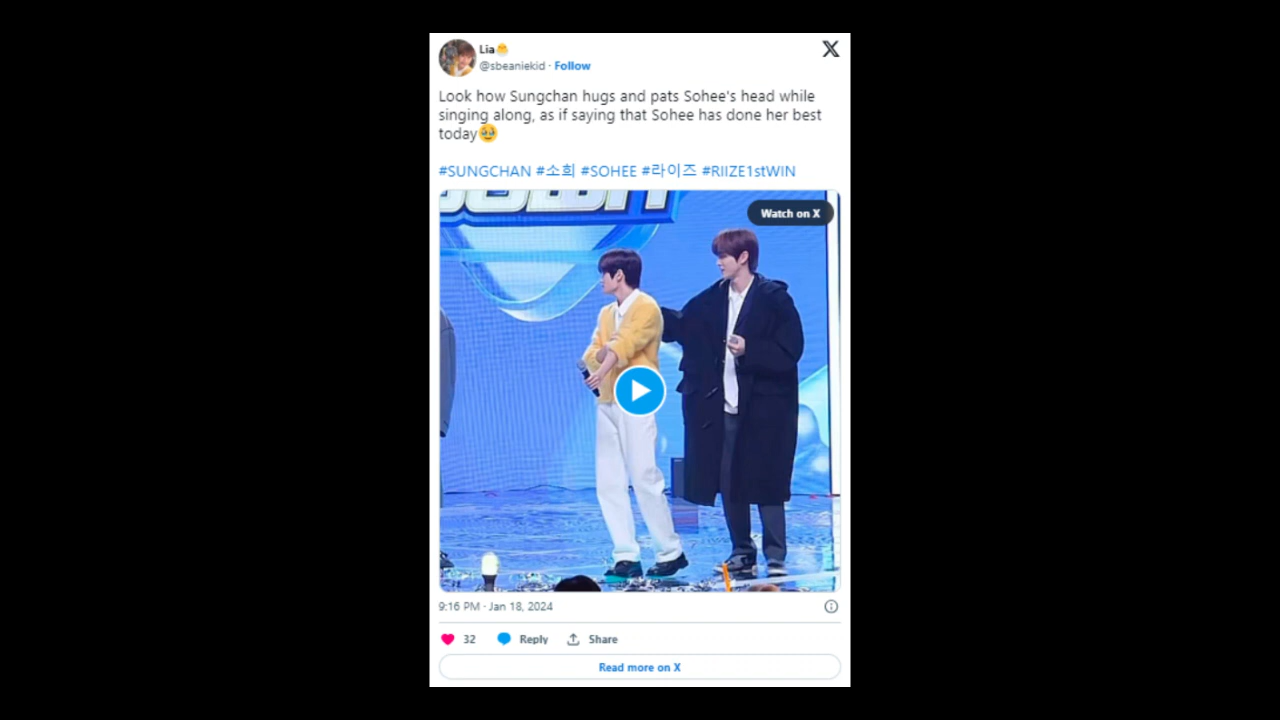 Lia🐣
@sbeaniekid · Follow
Look how Sungchan hugs and pats Sohee's head while
singing along, as if saying that Sohee has done her best
today🥹
#SUNGCHAN #소희 #SOHEE #라이즈 #RIIZE1stWIN
Watch on X
9:16 PM · Jan 18, 2024
32 Reply Share
Read more on X